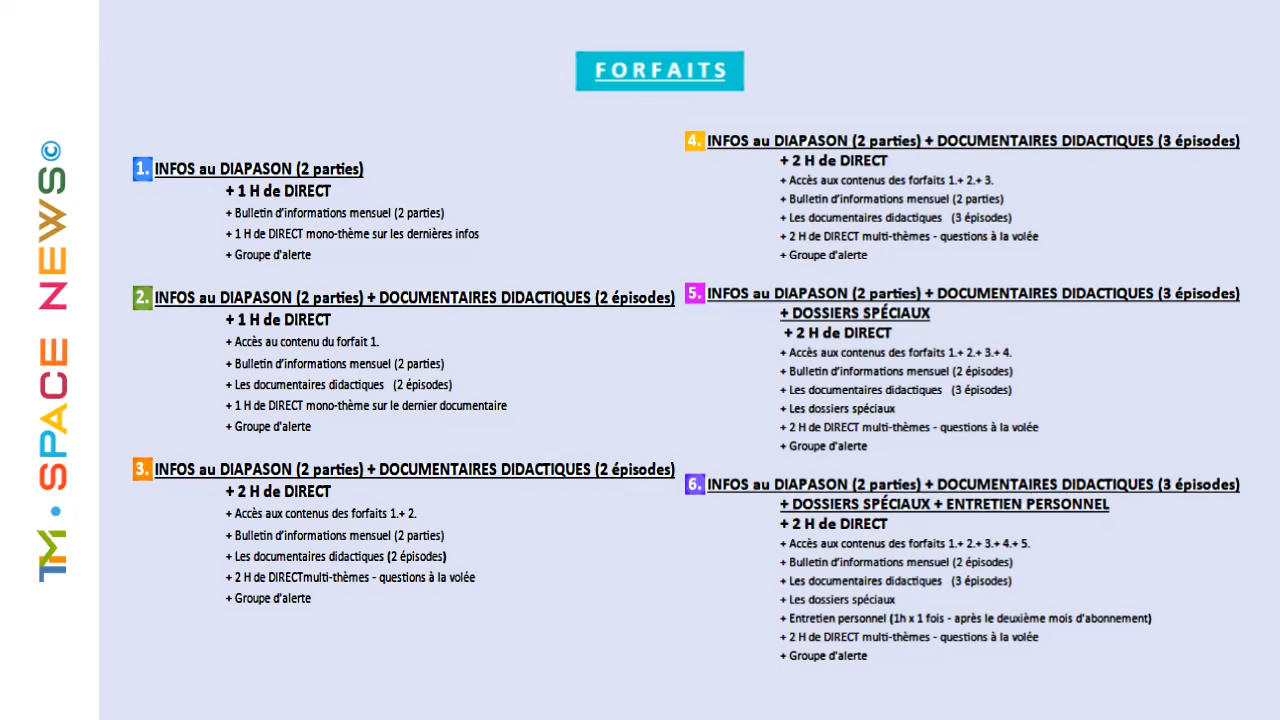 TM • SPACE NEWS©
FORFAITS
1. INFOS au DIAPASON (2 parties)
+ 1 H de DIRECT
+ Bulletin d'informations mensuel (2 parties)
+ 1 H de DIRECT mono-thème sur les dernières infos
+ Groupe d'alerte
2. INFOS au DIAPASON (2 parties) + DOCUMENTAIRES DIDACTIQUES (2 épisodes)
+ 1 H de DIRECT
+ Accès au contenu du forfait 1.
+ Bulletin d'informations mensuel (2 parties)
+ Les documentaires didactiques (2 épisodes)
+ 1 H de DIRECT mono-thème sur le dernier documentaire
+ Groupe d'alerte
3. INFOS au DIAPASON (2 parties) + DOCUMENTAIRES DIDACTIQUES (2 épisodes)
+ 2 H de DIRECT
+ Accès aux contenus des forfaits 1.+ 2.
+ Bulletin d'informations mensuel (2 parties)
+ Les documentaires didactiques (2 épisodes)
+ 2 H de DIRECTmulti-thèmes - questions à la volée
+ Groupe d'alerte
4. INFOS au DIAPASON (2 parties) + DOCUMENTAIRES DIDACTIQUES (3 épisodes)
+ 2 H de DIRECT
+ Accès aux contenus des forfaits 1.+ 2.+ 3.
+ Bulletin d'informations mensuel (2 parties)
+ Les documentaires didactiques (3 épisodes)
+ 2 H de DIRECT multi-thèmes - questions à la volée
+ Groupe d'alerte
5. INFOS au DIAPASON (2 parties) + DOCUMENTAIRES DIDACTIQUES (3 épisodes)
+ DOSSIERS SPÉCIAUX
+ 2 H de DIRECT
+ Accès aux contenus des forfaits 1.+ 2.+ 3.+ 4.
+ Bulletin d'informations mensuel (2 épisodes)
+ Les documentaires didactiques (3 épisodes)
+ Les dossiers spéciaux
+ 2 H de DIRECT multi-thèmes - questions à la volée
+ Groupe d'alerte
6. INFOS au DIAPASON (2 parties) + DOCUMENTAIRES DIDACTIQUES (3 épisodes)
+ DOSSIERS SPÉCIAUX + ENTRETIEN PERSONNEL
+ 2 H de DIRECT
+ Accès aux contenus des forfaits 1.+ 2.+ 3.+ 4.+ 5.
+ Bulletin d'informations mensuel (2 épisodes)
+ Les documentaires didactiques (3 épisodes)
+ Les dossiers spéciaux
+ Entretien personnel (1h x 1 fois - après le deuxième mois d'abonnement)
+ 2 H de DIRECT multi-thèmes - questions à la volée
+ Groupe d'alerte